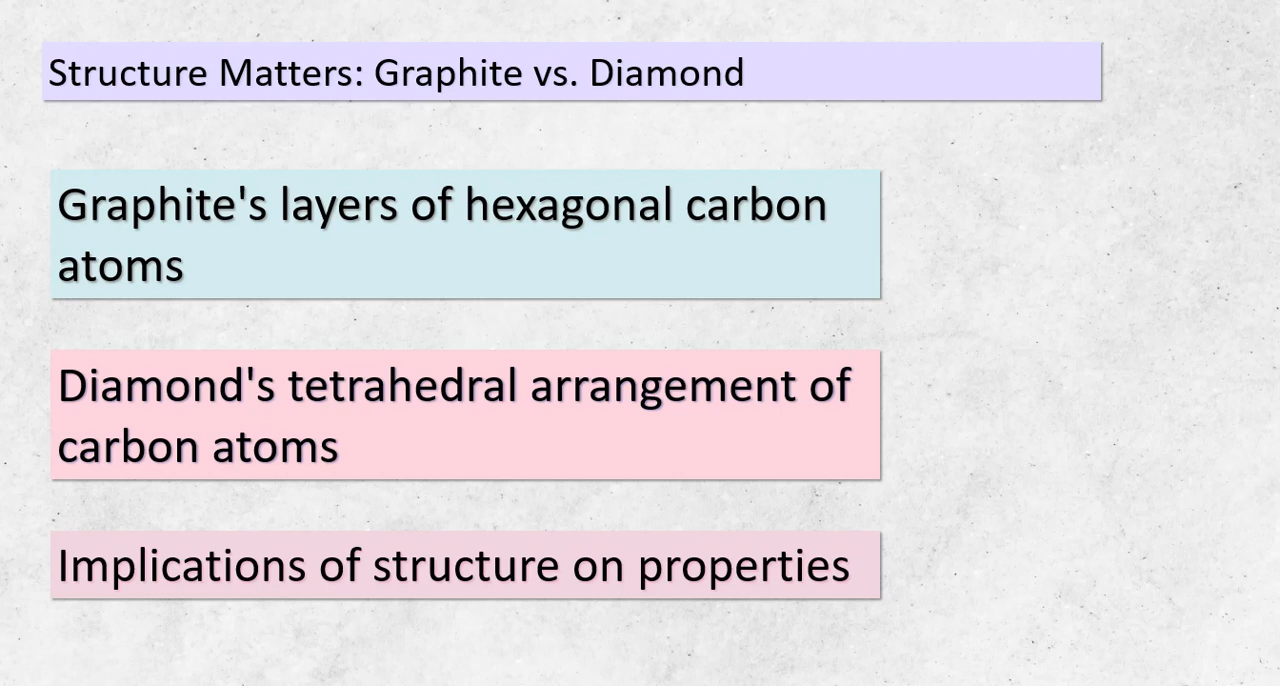 Structure Matters: Graphite vs. Diamond
Graphite's layers of hexagonal carbon
atoms
Diamond's tetrahedral arrangement of
carbon atoms
Implications of structure on properties